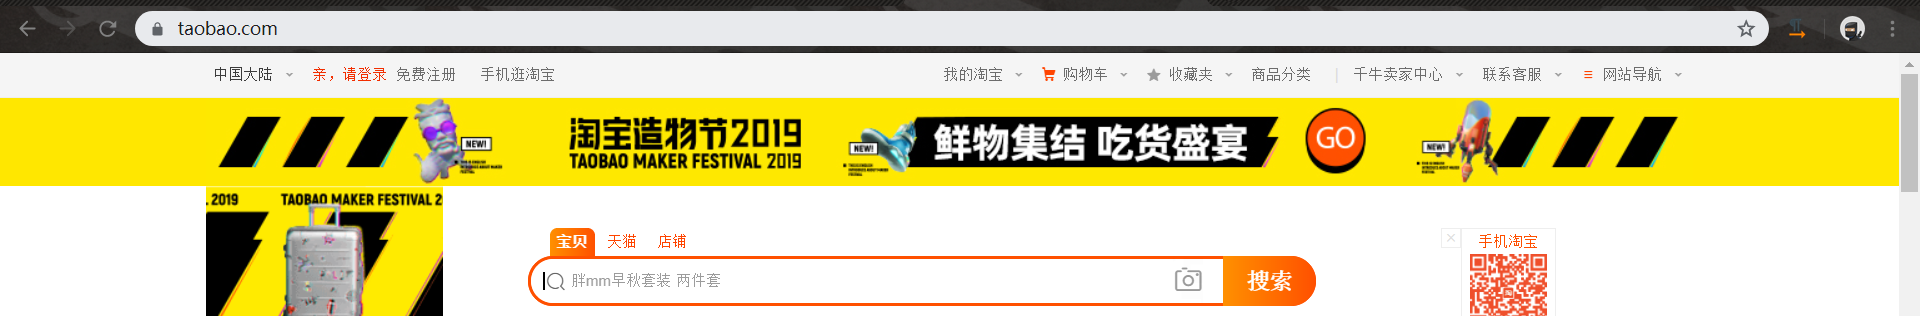 taobao.com
中国大陆 亲，请登录 免费注册 手机逛淘宝 我的淘宝 购物车 收藏夹 商品分类 千牛卖家中心 联系客服 网站导航
NEW!
淘宝造物节2019
TAOBAO MAKER FESTIVAL 2019
NEW!
鲜物集结 吃货盛宴
GO
NEW!
2019 TAOBAO MAKER FESTIVAL 2
宝贝 天猫 店铺
手机淘宝
胖mm早秋套装 两件套
搜索